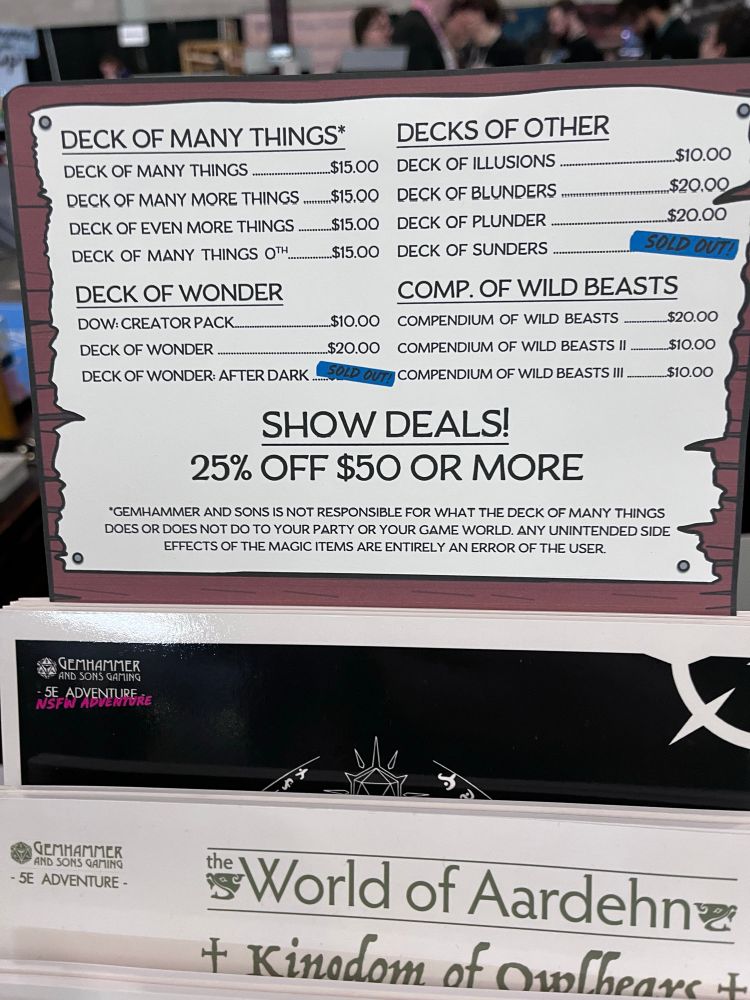 DECK OF MANY THINGS*
DECK OF MANY THINGS ........................ $15.00
DECK OF MANY MORE THINGS ........ $15.00
DECK OF EVEN MORE THINGS .......... $15.00
DECK OF MANY THINGS 0TH............. $15.00
DECKS OF OTHER
DECK OF ILLUSIONS ................................. $10.00
DECK OF BLUNDERS ................................ $20.00
DECK OF PLUNDER ................................... $20.00
DECK OF SUNDERS ........................ SOLD OUT!
DECK OF WONDER
DOW: CREATOR PACK............................. $10.00
DECK OF WONDER ................................. $20.00
DECK OF WONDER: AFTER DARK ..... SOLD OUT!
COMP. OF WILD BEASTS
COMPENDIUM OF WILD BEASTS ............ $20.00
COMPENDIUM OF WILD BEASTS II .......... $10.00
COMPENDIUM OF WILD BEASTS III .......... $10.00
SHOW DEALS!
25% OFF $50 OR MORE
*GEMHAMMER AND SONS IS NOT RESPONSIBLE FOR WHAT THE DECK OF MANY THINGS
DOES OR DOES NOT DO TO YOUR PARTY OR YOUR GAME WORLD. ANY UNINTENDED SIDE
EFFECTS OF THE MAGIC ITEMS ARE ENTIRELY AN ERROR OF THE USER.
GEMHAMMER
AND SONS GAMING
- 5E ADVENTURE -
NSFW ADVENTURE
GEMHAMMER
AND SONS GAMING
- 5E ADVENTURE -
the World of Aardehn
Kingdom of Owlbears